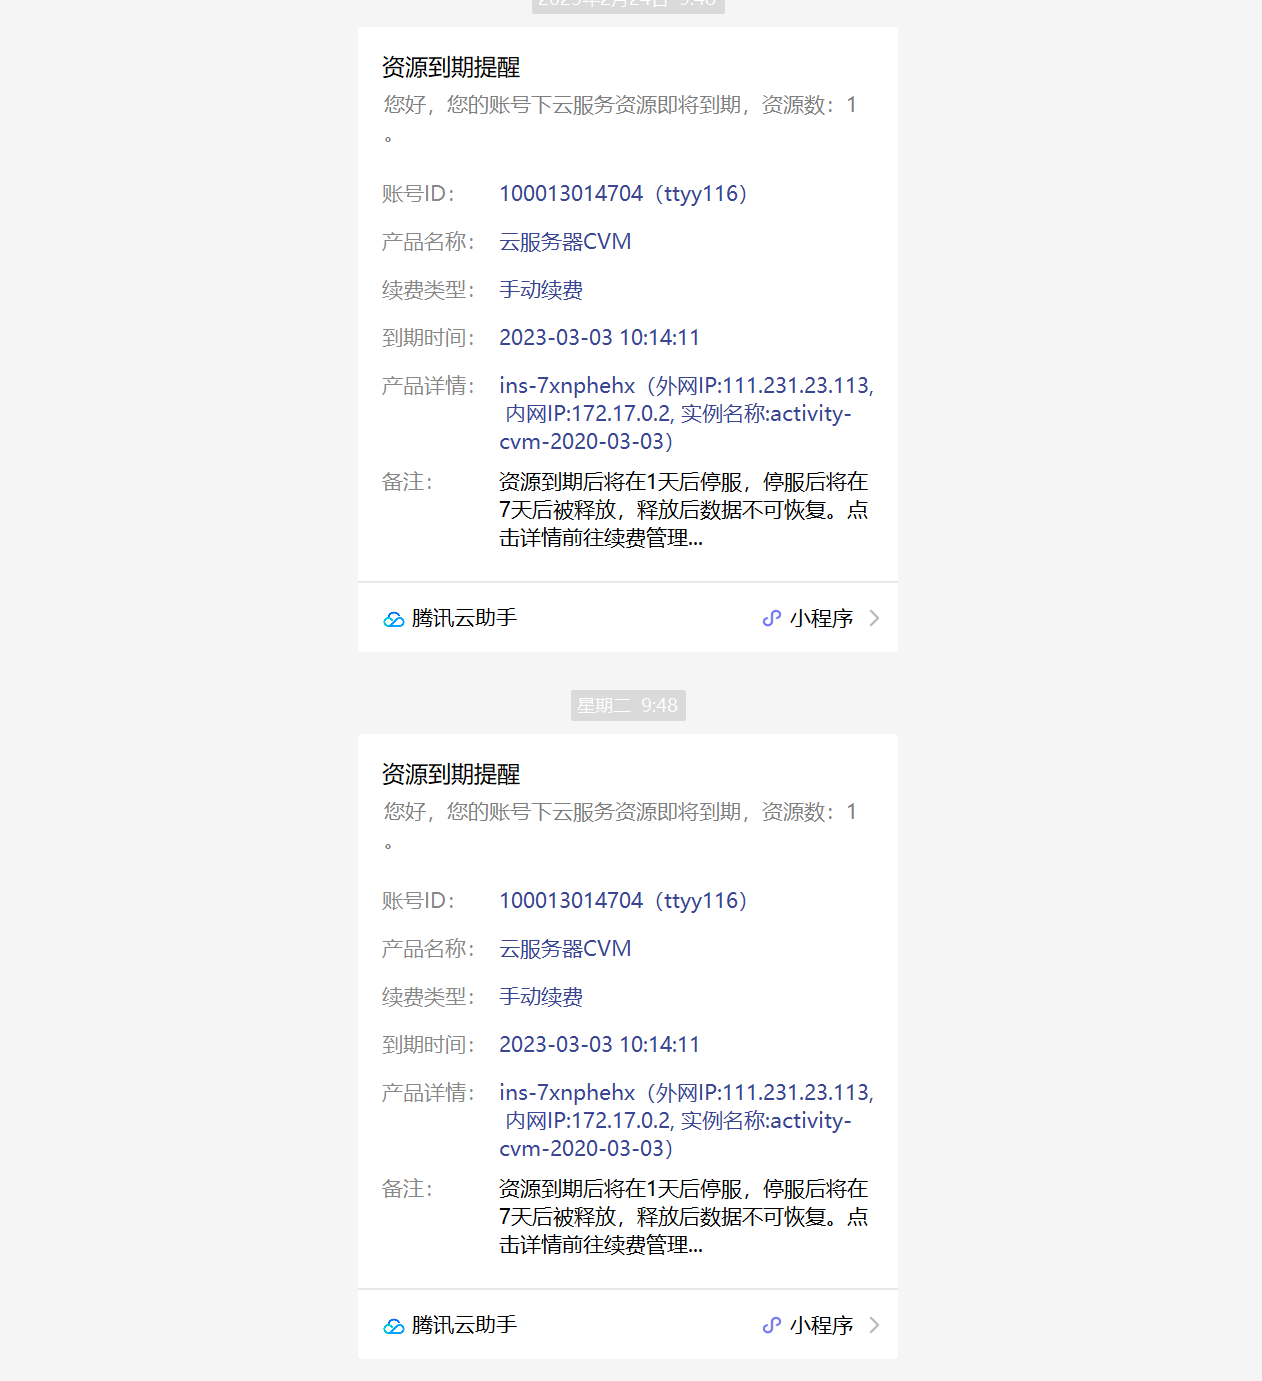 2023年2月24日 9:48
资源到期提醒
您好，您的账号下云服务资源即将到期，资源数：1
。
账号ID： 100013014704（ttyy116）
产品名称： 云服务器CVM
续费类型： 手动续费
到期时间： 2023-03-03 10:14:11
产品详情： ins-7xnphehx（外网IP:111.231.23.113,
内网IP:172.17.0.2, 实例名称:activity-
cvm-2020-03-03）
备注： 资源到期后将在1天后停服，停服后将在
7天后被释放，释放后数据不可恢复。点
击详情前往续费管理...
腾讯云助手 小程序
星期二 9:48
资源到期提醒
您好，您的账号下云服务资源即将到期，资源数：1
。
账号ID： 100013014704（ttyy116）
产品名称： 云服务器CVM
续费类型： 手动续费
到期时间： 2023-03-03 10:14:11
产品详情： ins-7xnphehx（外网IP:111.231.23.113,
内网IP:172.17.0.2, 实例名称:activity-
cvm-2020-03-03）
备注： 资源到期后将在1天后停服，停服后将在
7天后被释放，释放后数据不可恢复。点
击详情前往续费管理...
腾讯云助手 小程序